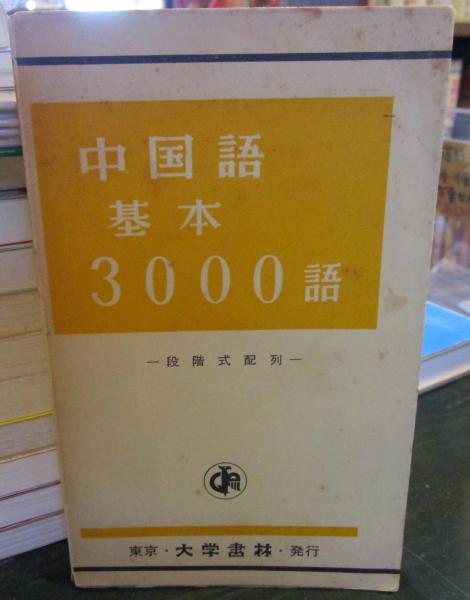 中国語
基本
3000語
―段階式配列―
東京・大学書林・発行